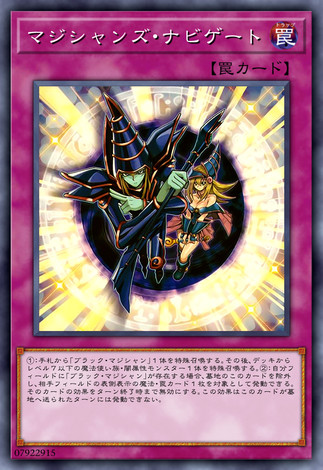 マジシャンズ・ナビゲート
トラップ
罠
【罠カード】
①:手札から「ブラック・マジシャン」1体を特殊召喚する。その後、デッキから
レベル7以下の魔法使い族・闇属性モンスター1体を特殊召喚する。②:自分
フィールドに「ブラック・マジシャン」が存在する場合、墓地のこのカードを除外
し、相手フィールドの表側表示の魔法・罠カード1枚を対象として発動できる。
そのカードの効果をターン終了時まで無効にする。この効果はこのカードが墓
地へ送られたターンには発動できない。
07922915